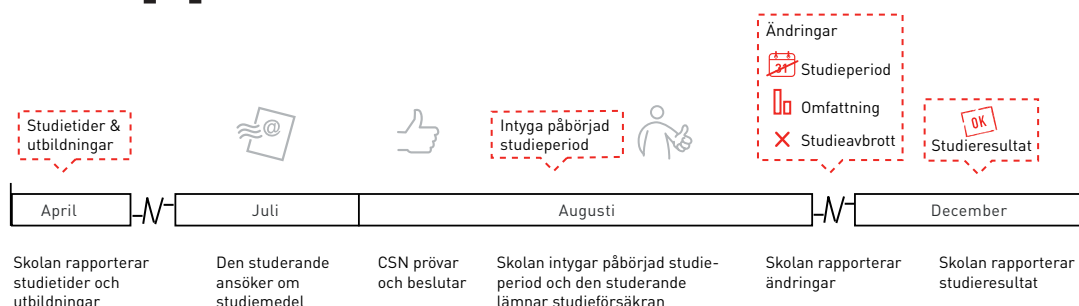 Ändringar
31
Studieperiod
Omfattning
Studieavbrott
Studietider &
utbildningar
@
Intyga påbörjad
studieperiod
OK
Studieresultat
April
Juli
Augusti
December
Skolan rapporterar
studietider och
utbildningar
Den studerande
ansöker om
studiemedel
CSN prövar
och beslutar
Skolan intygar påbörjad studie-
period och den studerande
lämnar studieförsäkran
Skolan rapporterar
ändringar
Skolan rapporterar
studieresultat